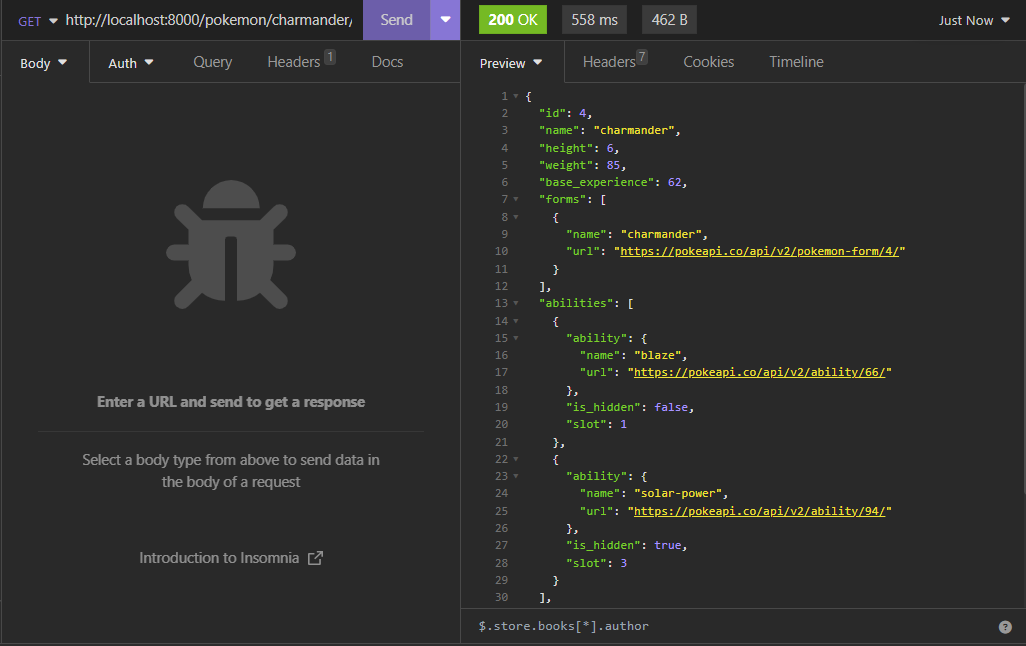 GET http://localhost:8000/pokemon/charmander/ Send 200 OK 558 ms 462 B Just Now
Body Auth Query Headers 1 Docs Preview Headers 7 Cookies Timeline
1 {
2 "id": 4,
3 "name": "charmander",
4 "height": 6,
5 "weight": 85,
6 "base_experience": 62,
7 "forms": [
8 {
9 "name": "charmander",
10 "url": "https://pokeapi.co/api/v2/pokemon-form/4/"
11 }
12 ],
13 "abilities": [
14 {
15 "ability": {
16 "name": "blaze",
17 "url": "https://pokeapi.co/api/v2/ability/66/"
18 },
19 "is_hidden": false,
20 "slot": 1
21 },
22 {
23 "ability": {
24 "name": "solar-power",
25 "url": "https://pokeapi.co/api/v2/ability/94/"
26 },
27 "is_hidden": true,
28 "slot": 3
29 }
30 ],
Enter a URL and send to get a response
Select a body type from above to send data in
the body of a request
Introduction to Insomnia
$.store.books[*].author ?